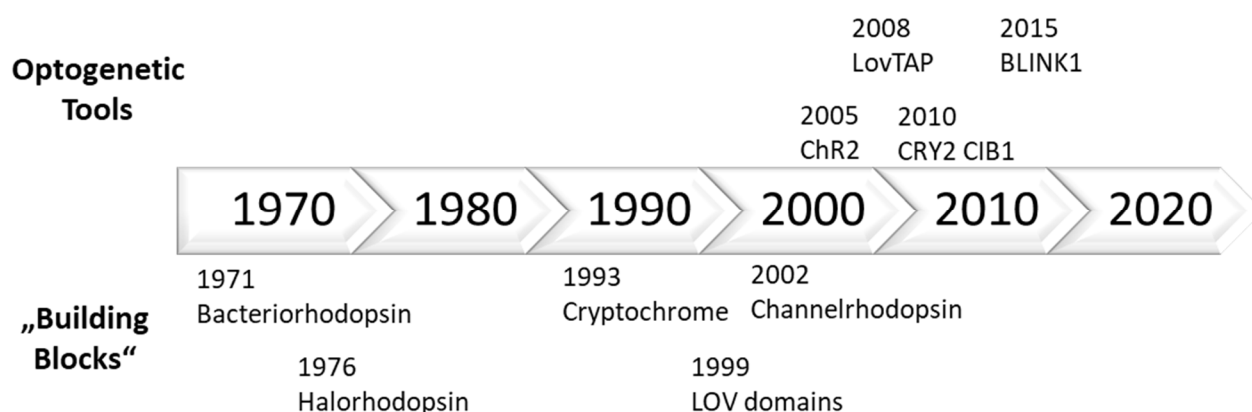 2008
LovTAP
2015
BLINK1
Optogenetic
Tools
2005
ChR2
2010
CRY2 CIB1
1970
1980
1990
2000
2010
2020
1971
Bacteriorhodopsin
1993
Cryptochrome
2002
Channelrhodopsin
„Building
Blocks“
1976
Halorhodopsin
1999
LOV domains